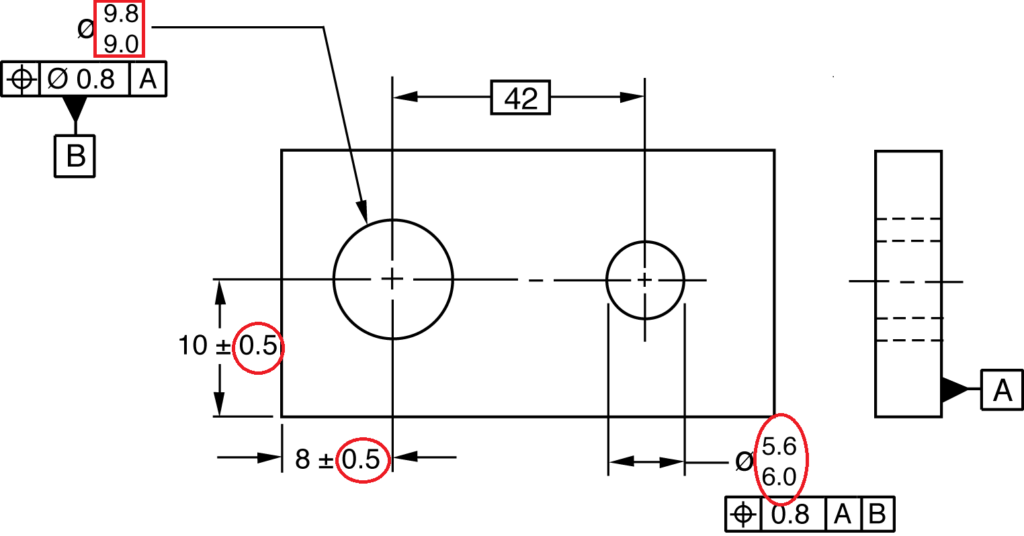 Ø 9.8
9.0
⌖ Ø 0.8 A
B
42
10 ± 0.5
8 ± 0.5
A
Ø 5.6
6.0
⌖ 0.8 A B